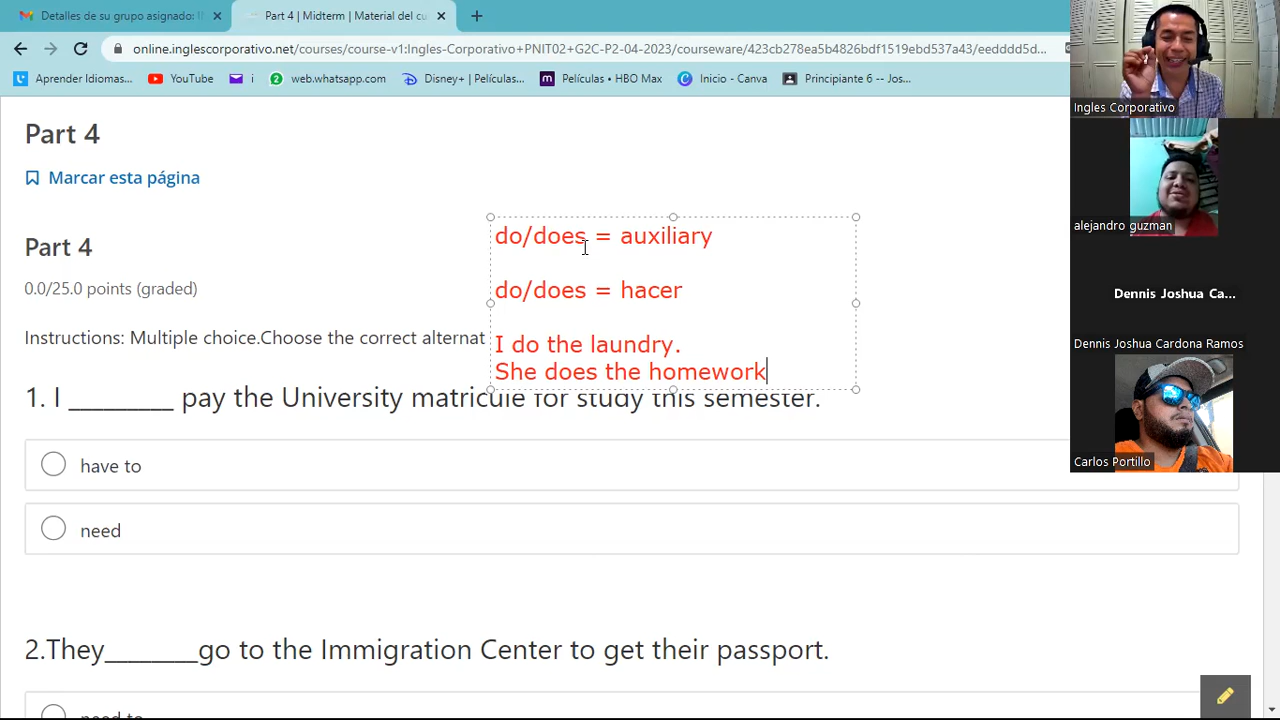 Detalles de su grupo asignado: I
Part 4 | Midterm | Material del cu
online.inglescorporativo.net/courses/course-v1:Ingles-Corporativo+PNIT02+G2C-P2-04-2023/courseware/423cb276ea5b4826bdf1519ebd537a43/eedddd5d...
Aprender Idiomas...
YouTube
i
web.whatsapp.com
Disney+ | Películas...
Películas • HBO Max
Inicio - Canva
Principiante 6 -- Jos...
Part 4
Marcar esta página
Part 4
0.0/25.0 points (graded)
Instructions: Multiple choice.Choose the correct alternat
do/does = auxiliary
do/does = hacer
I do the laundry.
She does the homework
1. I _________ pay the University matricule for study this semester.
have to
need
2.They________go to the Immigration Center to get their passport.
need to
Ingles Corporativo
alejandro guzman
Dennis Joshua Ca...
Dennis Joshua Cardona Ramos
Carlos Portillo